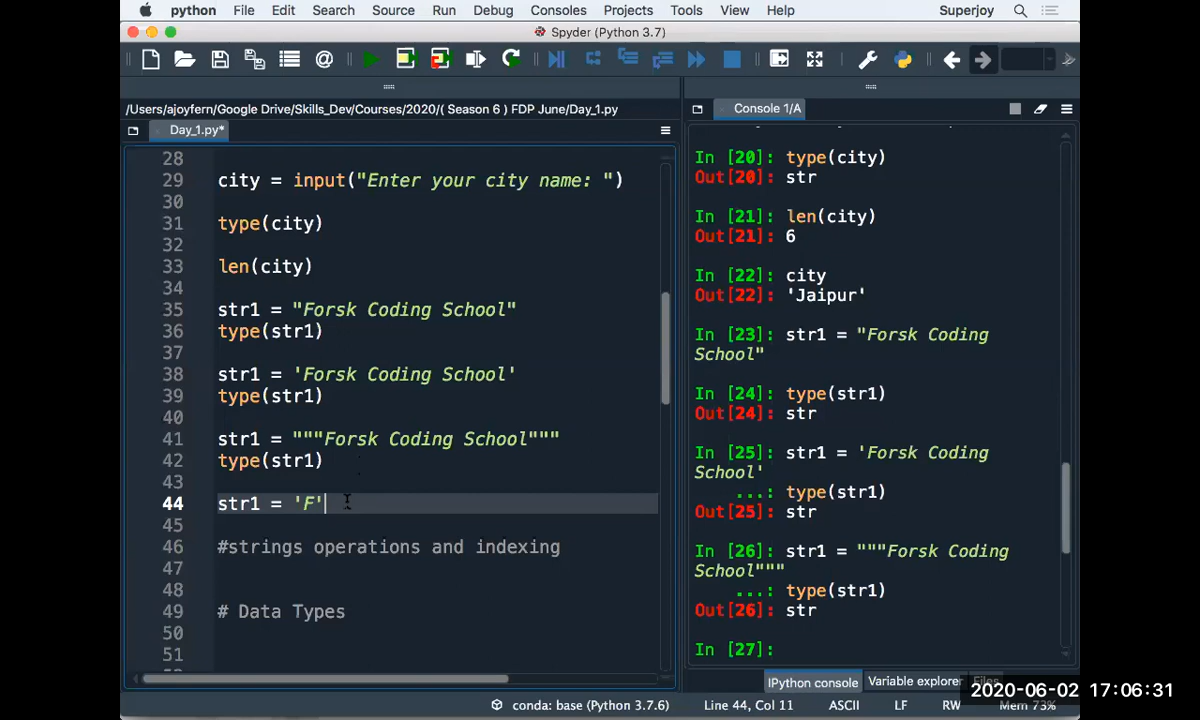 python File Edit Search Source Run Debug Consoles Projects Tools View Help Superjoy
Spyder (Python 3.7)
/Users/ajoyfern/Google Drive/Skills_Dev/Courses/2020/( Season 6 ) FDP June/Day_1.py
Day_1.py*
28
29 city = input("Enter your city name: ")
30
31 type(city)
32
33 len(city)
34
35 str1 = "Forsk Coding School"
36 type(str1)
37
38 str1 = 'Forsk Coding School'
39 type(str1)
40
41 str1 = """Forsk Coding School"""
42 type(str1)
43
44 str1 = 'F'
45
46 #strings operations and indexing
47
48
49 # Data Types
50
51
Console 1/A
In [20]: type(city)
Out[20]: str
In [21]: len(city)
Out[21]: 6
In [22]: city
Out[22]: 'Jaipur'
In [23]: str1 = "Forsk Coding
School"
In [24]: type(str1)
Out[24]: str
In [25]: str1 = 'Forsk Coding
School'
...: type(str1)
Out[25]: str
In [26]: str1 = """Forsk Coding
School"""
...: type(str1)
Out[26]: str
In [27]:
IPython console Variable explorer Files
2020-06-02 17:06:31
conda: base (Python 3.7.6) Line 44, Col 11 ASCII LF RW Mem 73%